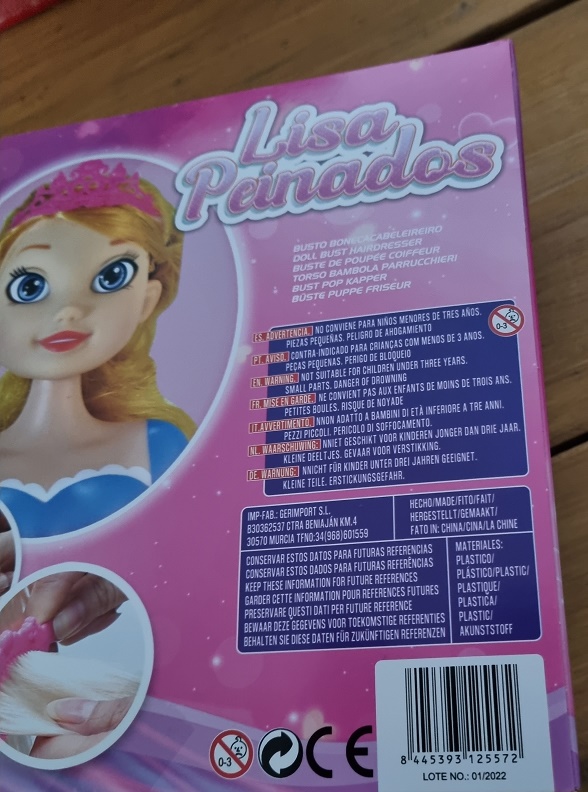 Lisa
Peinados
BUSTO BONECACABELEIREIRO
DOLL BUST HAIRDRESSER
BUSTE DE POUPÉE COIFFEUR
TORSO BAMBOLA PARRUCCHIERI
BUST POP KAPPER
BÜSTE PUPPE FRISEUR
0-3
ES. ADVERTENCIA. NO CONVIENE PARA NIÑOS MENORES DE TRES AÑOS.
PIEZAS PEQUEÑAS. PELIGRO DE AHOGAMIENTO
PT. AVISO. CONTRA-INDICADO PARA CRIANÇAS COM MENOS DE 3 ANOS.
PEÇAS PEQUENAS. PERIGO DE BLOQUEIO
EN. WARNING. NOT SUITABLE FOR CHILDREN UNDER THREE YEARS.
SMALL PARTS. DANGER OF DROWNING
FR. MISE EN GARDE. NE CONVIENT PAS AUX ENFANTS DE MOINS DE TROIS AN.
PETITES BOULES. RISQUE DE NOYADE
IT.AVVERTIMENTO. NNON ADATTO A BAMBINI DI ETÀ INFERIORE A TRE ANNI.
PEZZI PICCOLI. PERICOLO DI SOFFOCAMENTO.
NL. WAARSCHUWING: NNIET GESCHIKT VOOR KINDEREN JONGER DAN DRIE JAAR.
KLEINE DEELTJES. GEVAAR VOOR VERSTIKKING.
DE. WARNUNG: NNICHT FÜR KINDER UNTER DREI JAHREN GEEIGNET.
KLEINE TEILE. ERSTICKUNGSGEFAHR.
IMP-FAB.: GERIMPORT S.L.
B30362537 CTRA BENIAJÁN KM.4
30570 MURCIA TFNO:34(968)601559
HECHO/MADE/FITO/FAIT/
HERGESTELLT/GEMAAKT/
FATO IN: CHINA/CINA/LA CHINE
CONSERVAR ESTOS DATOS PARA FUTURAS REFERENCIAS
CONSERVAR ESTOS DATOS PARA FUTURAS REFERÊNCIAS
KEEP THESE INFORMATION FOR FUTURE REFERENCES
GARDER CETTE INFORMATION POUR REFERENCES FUTURES
PRESERVARE QUESTI DATI PER FUTURE REFERENCE
BEWAAR DEZE GEGEVENS VOOR TOEKOMSTIGE REFERENTIES
BEHALTEN SIE DIESE DATEN FÜR ZUKÜNFTIGEN REFERENZEN
MATERIALES:
PLASTICO/
PLÁSTICO/PLASTIC/
PLASTIQUE/
PLASTICA/
PLASTIC/
AKUNSTSTOFF
0-3
CE
8 445393 125572
LOTE NO.: 01/2022